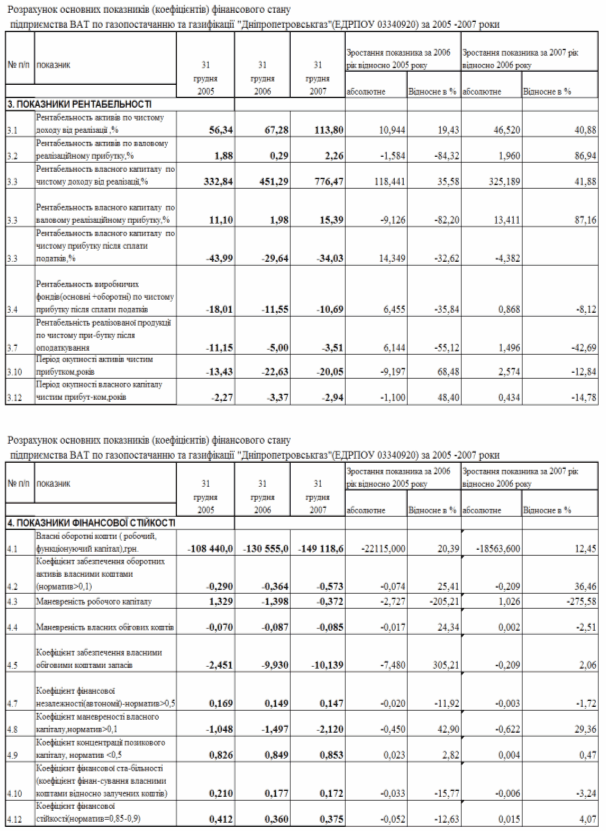 Розрахунок основних показників (коефіцієнтів) фінансового стану
підприємства ВАТ по газопостачанню та газифікації "Дніпропетровськгаз"(ЕДРПОУ 03340920) за 2005 -2007 роки
№ п/п показник 31 грудня 2005 31 грудня 2006 31 грудня 2007 Зростання показника за 2006 рік відносно 2005 року Зростання показника за 2007 рік відносно 2006 року
абсолютне Відносне в % абсолютне Відносне в %
3. ПОКАЗНИКИ РЕНТАБЕЛЬНОСТІ
3.1 Рентабельность активів по чистому доходу від реалізації ,% 56,34 67,28 113,80 10,944 19,43 46,520 40,88
3.2 Рентабельность активів по валовому реалізаційному прибутку,% 1,88 0,29 2,26 -1,584 -84,32 1,960 86,94
3.3 Рентабельность власного капиталу по чистому доходу від реалізації,% 332,84 451,29 776,47 118,441 35,58 325,189 41,88
3.3 Рентабельность власного капиталу по валовому реалізаційному прибутку,% 11,10 1,98 15,39 -9,126 -82,20 13,411 87,16
3.3 Рентабельность власного капиталу по чистому прибутку після сплати податків,% -43,99 -29,64 -34,03 14,349 -32,62 -4,382
3.4 Рентабельность виробничих фондів(основні +оборотні) по чистому прибутку після сплати податків -18,01 -11,55 -10,69 6,455 -35,84 0,868 -8,12
3.7 Рентабельність реалізованої продукції по чистому при-бутку після оподаткування -11,15 -5,00 -3,51 6,144 -55,12 1,496 -42,69
3.10 Період окупності активів чистим прибутком,років -13,43 -22,63 -20,05 -9,197 68,48 2,574 -12,84
3.12 Період окупності власного капіталу чистим прибут-ком,років -2,27 -3,37 -2,94 -1,100 48,40 0,434 -14,78
Розрахунок основних показників (коефіцієнтів) фінансового стану
підприємства ВАТ по газопостачанню та газифікації "Дніпропетровськгаз"(ЕДРПОУ 03340920) за 2005 -2007 роки
№ п/п показник 31 грудня 2005 31 грудня 2006 31 грудня 2007 Зростання показника за 2006 рік відносно 2005 року Зростання показника за 2007 рік відносно 2006 року
абсолютне Відносне в % абсолютне Відносне в %
4. ПОКАЗНИКИ ФІНАНСОВОЇ СТІЙКОСТІ
4.1 Власні оборотні кошти ( робочий, функціонуючий капітал),грн. -108 440,0 -130 555,0 -149 118,6 -22115,000 20,39 -18563,600 12,45
4.2 Коефіцієнт забезпечення оборотних активів власними коштами (норматив>0,1) -0,290 -0,364 -0,573 -0,074 25,41 -0,209 36,46
4.3 Маневреність робочого капіталу 1,329 -1,398 -0,372 -2,727 -205,21 1,026 -275,58
4.4 Маневреність власних обігових коштів -0,070 -0,087 -0,085 -0,017 24,34 0,002 -2,51
4.5 Коефіцієнт забезпечення власними обіговими коштами запасів -2,451 -9,930 -10,139 -7,480 305,21 -0,209 2,06
4.7 Коефіцієнт фінансової незалежності(автономії)-норматив>0,5 0,169 0,149 0,147 -0,020 -11,92 -0,003 -1,72
4.8 Коефіцієнт маневреності власного капіталу,норматив>0,1 -1,048 -1,497 -2,120 -0,450 42,90 -0,622 29,36
4.9 Коефіцієнт концентрації позикового капіталу, норматив <0,5 0,826 0,849 0,853 0,023 2,82 0,004 0,47
4.10 Коефіцієнт фінансової ста-більності (коефіцієнт фінан-сування власними коштами відносно залучених коштів) 0,210 0,177 0,172 -0,033 -15,77 -0,006 -3,24
4.12 Коефіцієнт фінансової стійкості(норматив=0,85-0,9) 0,412 0,360 0,375 -0,052 -12,63 0,015 4,07